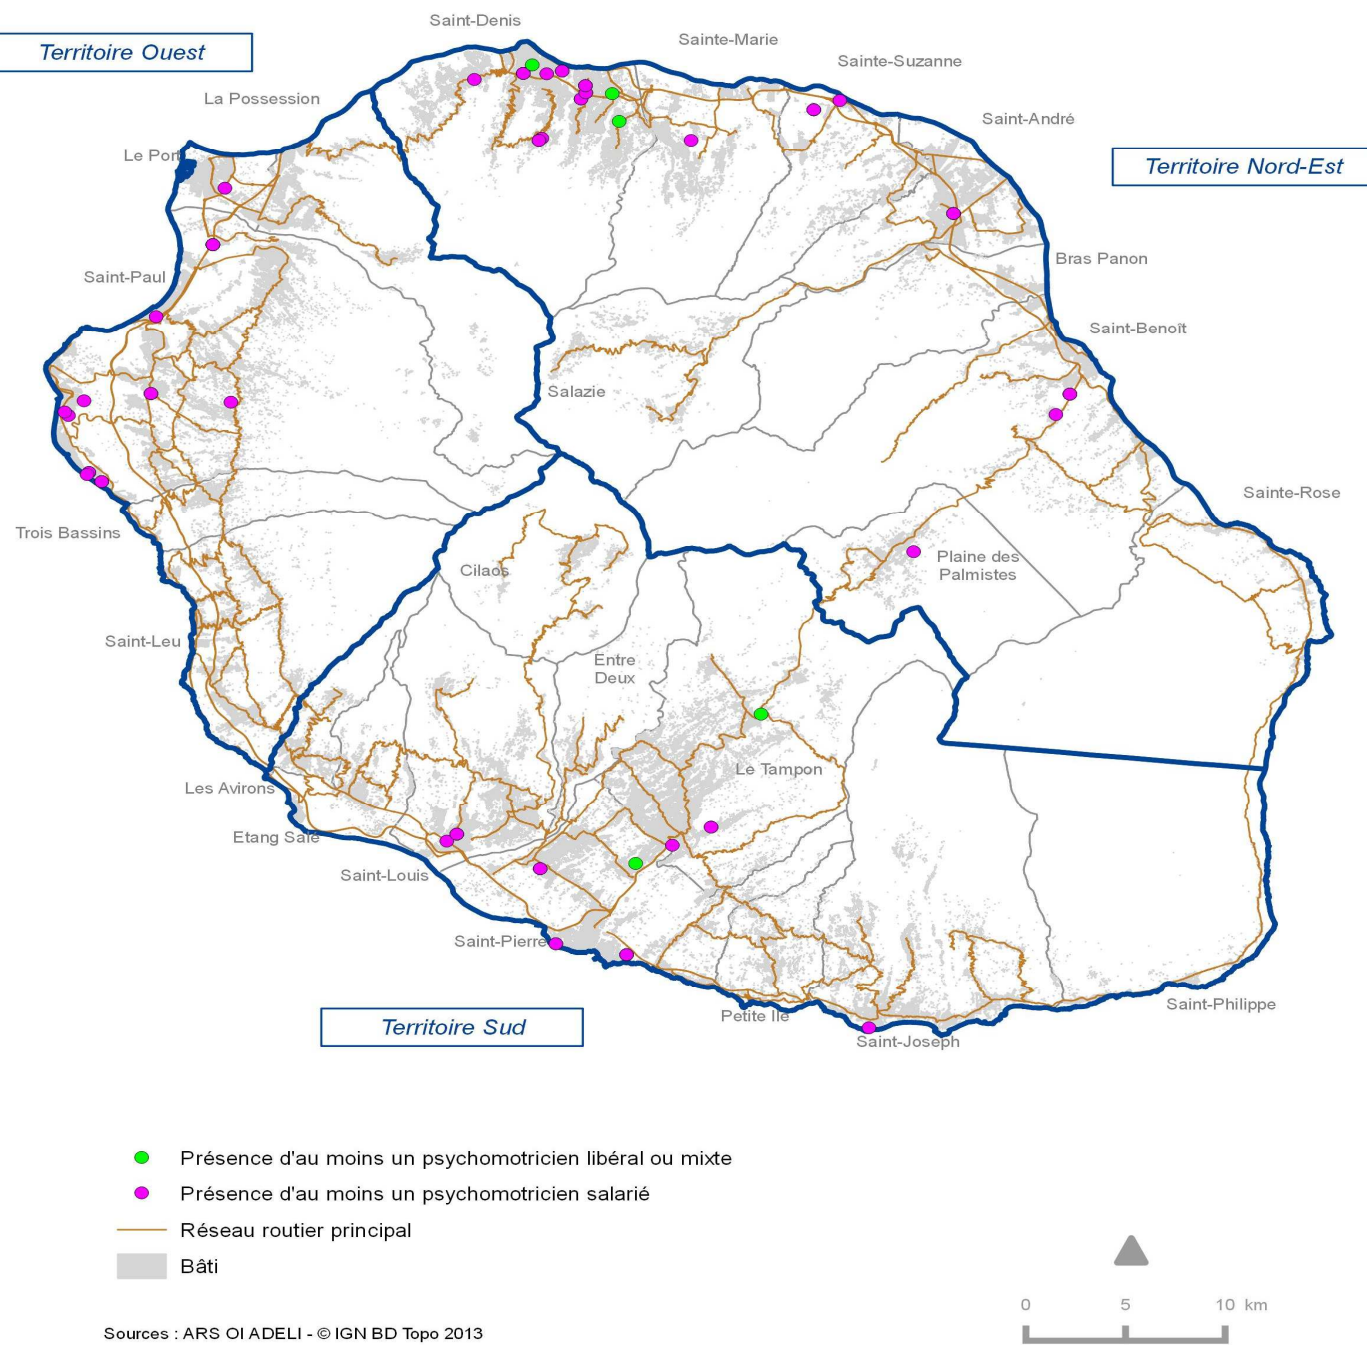 Saint-Denis
Territoire Ouest
Sainte-Marie
Sainte-Suzanne
La Possession
Saint-André
Le Port
Territoire Nord-Est
Bras Panon
Saint-Paul
Saint-Benoît
Salazie
Sainte-Rose
Trois Bassins
Plaine des
Palmistes
Cilaos
Saint-Leu
Entre
Deux
Le Tampon
Les Avirons
Etang Salé
Saint-Louis
Saint-Pierre
Saint-Philippe
Petite Ile
Territoire Sud
Saint-Joseph
Présence d'au moins un psychomotricien libéral ou mixte
Présence d'au moins un psychomotricien salarié
Réseau routier principal
Bâti
0 5 10 km
Sources : ARS OI ADELI - © IGN BD Topo 2013